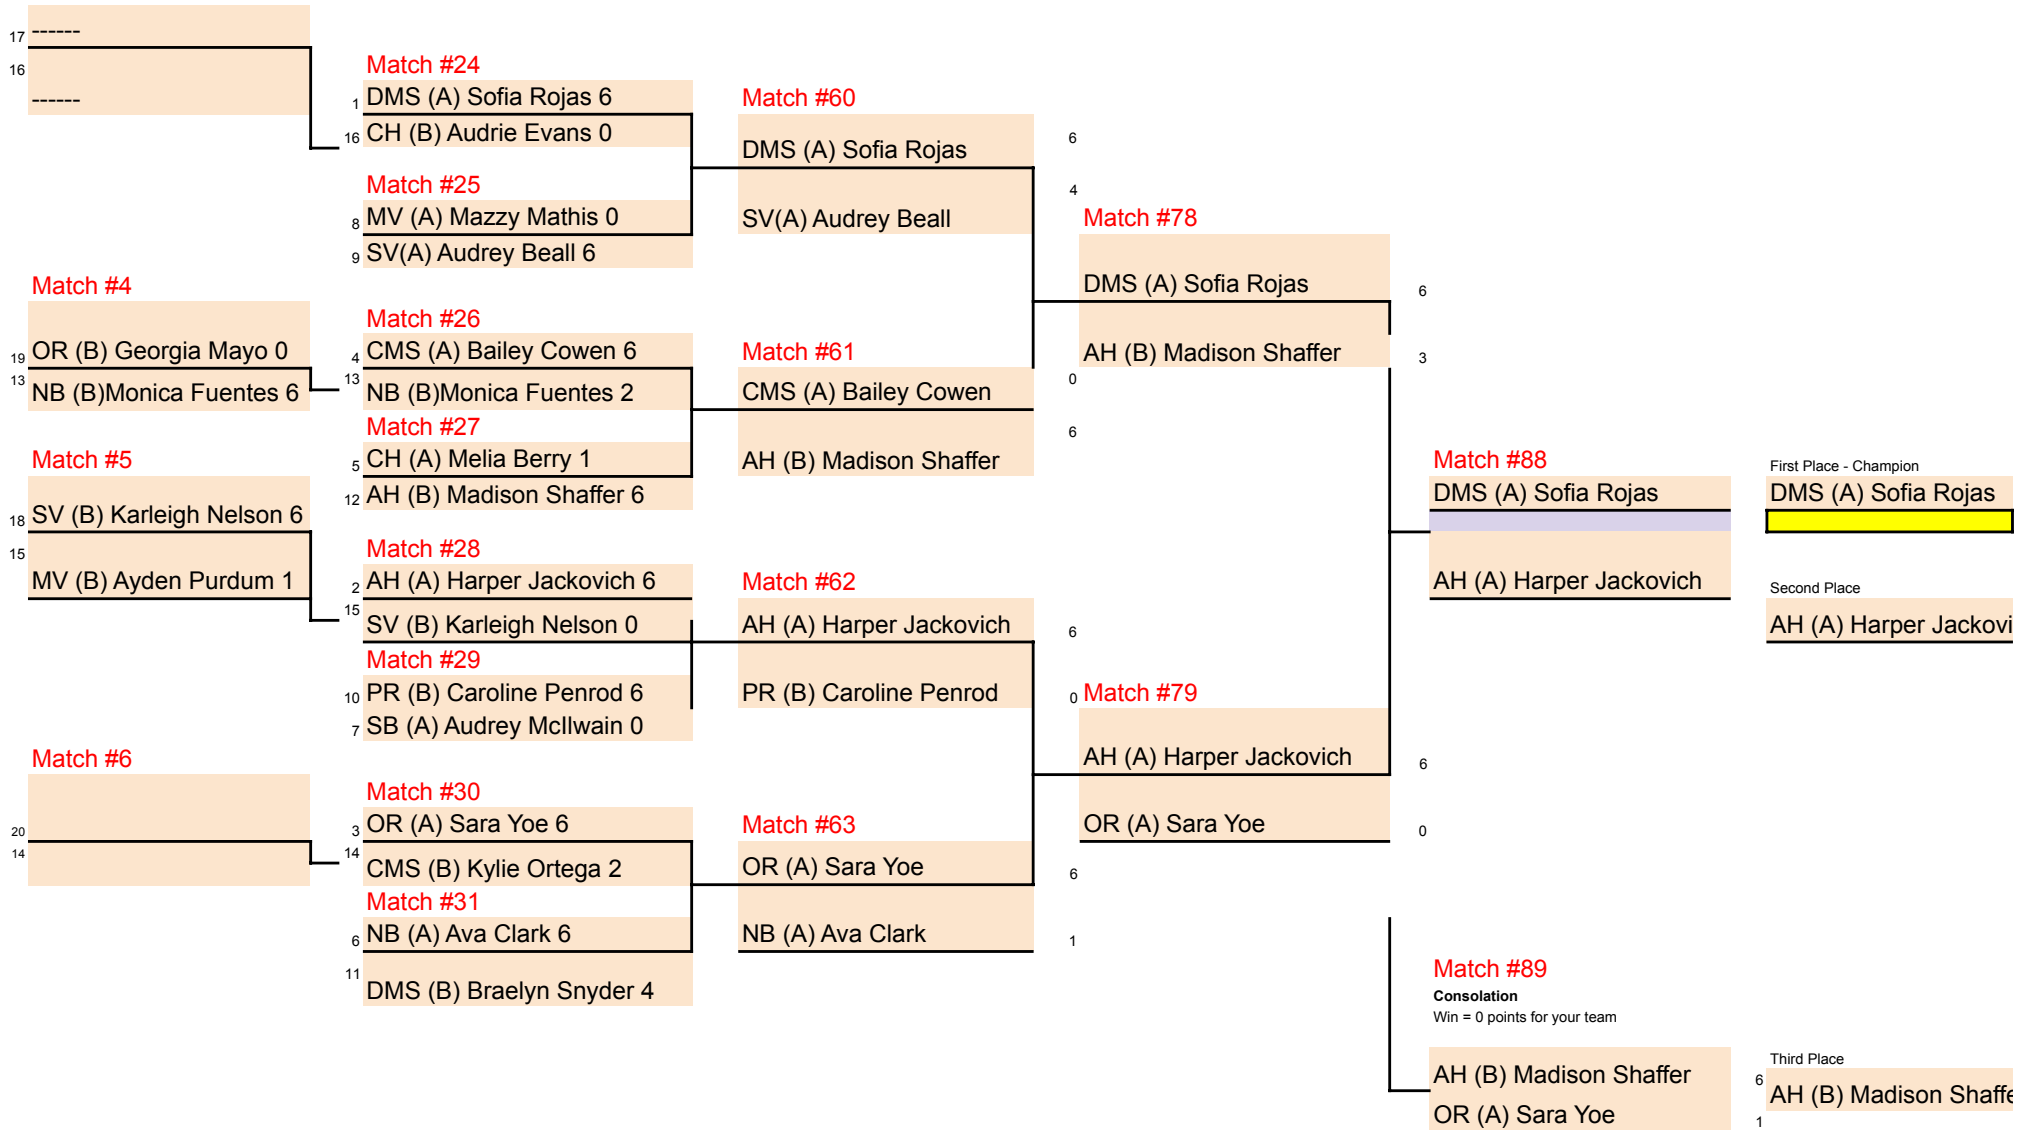 17 ------
16
------
Match #4
19 OR (B) Georgia Mayo 0
13 NB (B)Monica Fuentes 6
Match #5
18 SV (B) Karleigh Nelson 6
15
MV (B) Ayden Purdum 1
Match #6
20
14
Match #24
1 DMS (A) Sofia Rojas 6
16 CH (B) Audrie Evans 0
Match #25
8 MV (A) Mazzy Mathis 0
9 SV(A) Audrey Beall 6
Match #26
4 CMS (A) Bailey Cowen 6
13 NB (B)Monica Fuentes 2
Match #27
5 CH (A) Melia Berry 1
12 AH (B) Madison Shaffer 6
Match #28
2 AH (A) Harper Jackovich 6
15 SV (B) Karleigh Nelson 0
Match #29
10 PR (B) Caroline Penrod 6
7 SB (A) Audrey McIlwain 0
Match #30
3 OR (A) Sara Yoe 6
14 CMS (B) Kylie Ortega 2
Match #31
6 NB (A) Ava Clark 6
11 DMS (B) Braelyn Snyder 4
Match #60
DMS (A) Sofia Rojas 6
SV(A) Audrey Beall 4
Match #61
CMS (A) Bailey Cowen 0
AH (B) Madison Shaffer 6
Match #62
AH (A) Harper Jackovich 6
PR (B) Caroline Penrod 0
Match #63
OR (A) Sara Yoe 6
NB (A) Ava Clark 1
Match #78
DMS (A) Sofia Rojas 6
AH (B) Madison Shaffer 3
Match #79
AH (A) Harper Jackovich 6
OR (A) Sara Yoe 0
Match #88
DMS (A) Sofia Rojas
AH (A) Harper Jackovich
First Place - Champion
DMS (A) Sofia Rojas
Second Place
AH (A) Harper Jackovi
Match #89
Consolation
Win = 0 points for your team
AH (B) Madison Shaffer 6
OR (A) Sara Yoe 1
Third Place
AH (B) Madison Shaffe